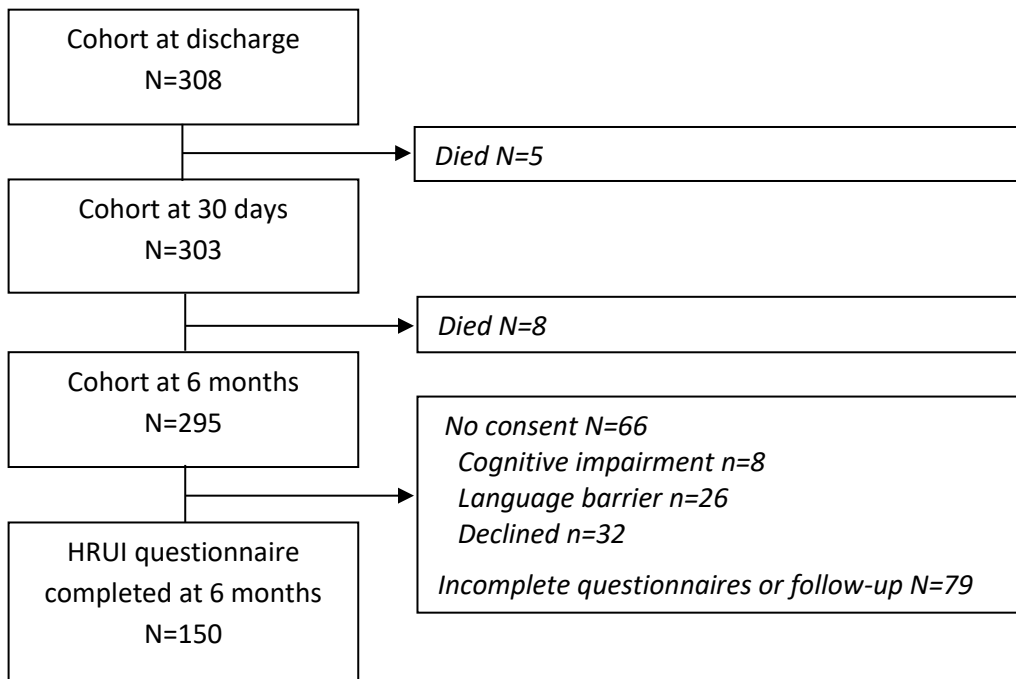 Cohort at discharge
N=308
Died N=5
Cohort at 30 days
N=303
Died N=8
Cohort at 6 months
N=295
No consent N=66
Cognitive impairment n=8
Language barrier n=26
Declined n=32
Incomplete questionnaires or follow-up N=79
HRUI questionnaire
completed at 6 months
N=150